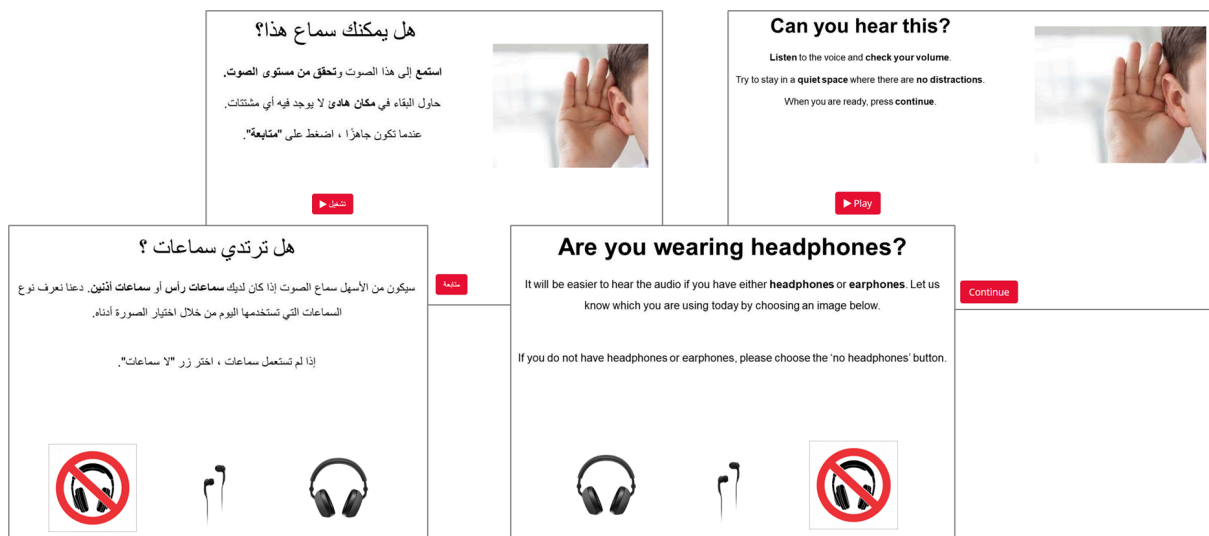 هل يمكنك سماع هذا؟
استمع إلى هذا الصوت وتحقق من مستوى الصوت.
حاول البقاء في مكان هادئ لا يوجد فيه أي مشتتات.
عندما تكون جاهزًا ، اضغط على "متابعة".
تشغيل
متابعة
Can you hear this?
Listen to the voice and check your volume.
Try to stay in a quiet space where there are no distractions.
When you are ready, press continue.
Play
Continue
هل ترتدي سماعات ؟
سيكون من الأسهل سماع الصوت إذا كان لديك سماعات رأس أو سماعات أذنين. دعنا نعرف نوع
السماعات التي تستخدمها اليوم من خلال اختيار الصورة أدناه.
إذا لم تستعمل سماعات ، اختر زر "لا سماعات".
Are you wearing headphones?
It will be easier to hear the audio if you have either headphones or earphones. Let us
know which you are using today by choosing an image below.
If you do not have headphones or earphones, please choose the ‘no headphones’ button.